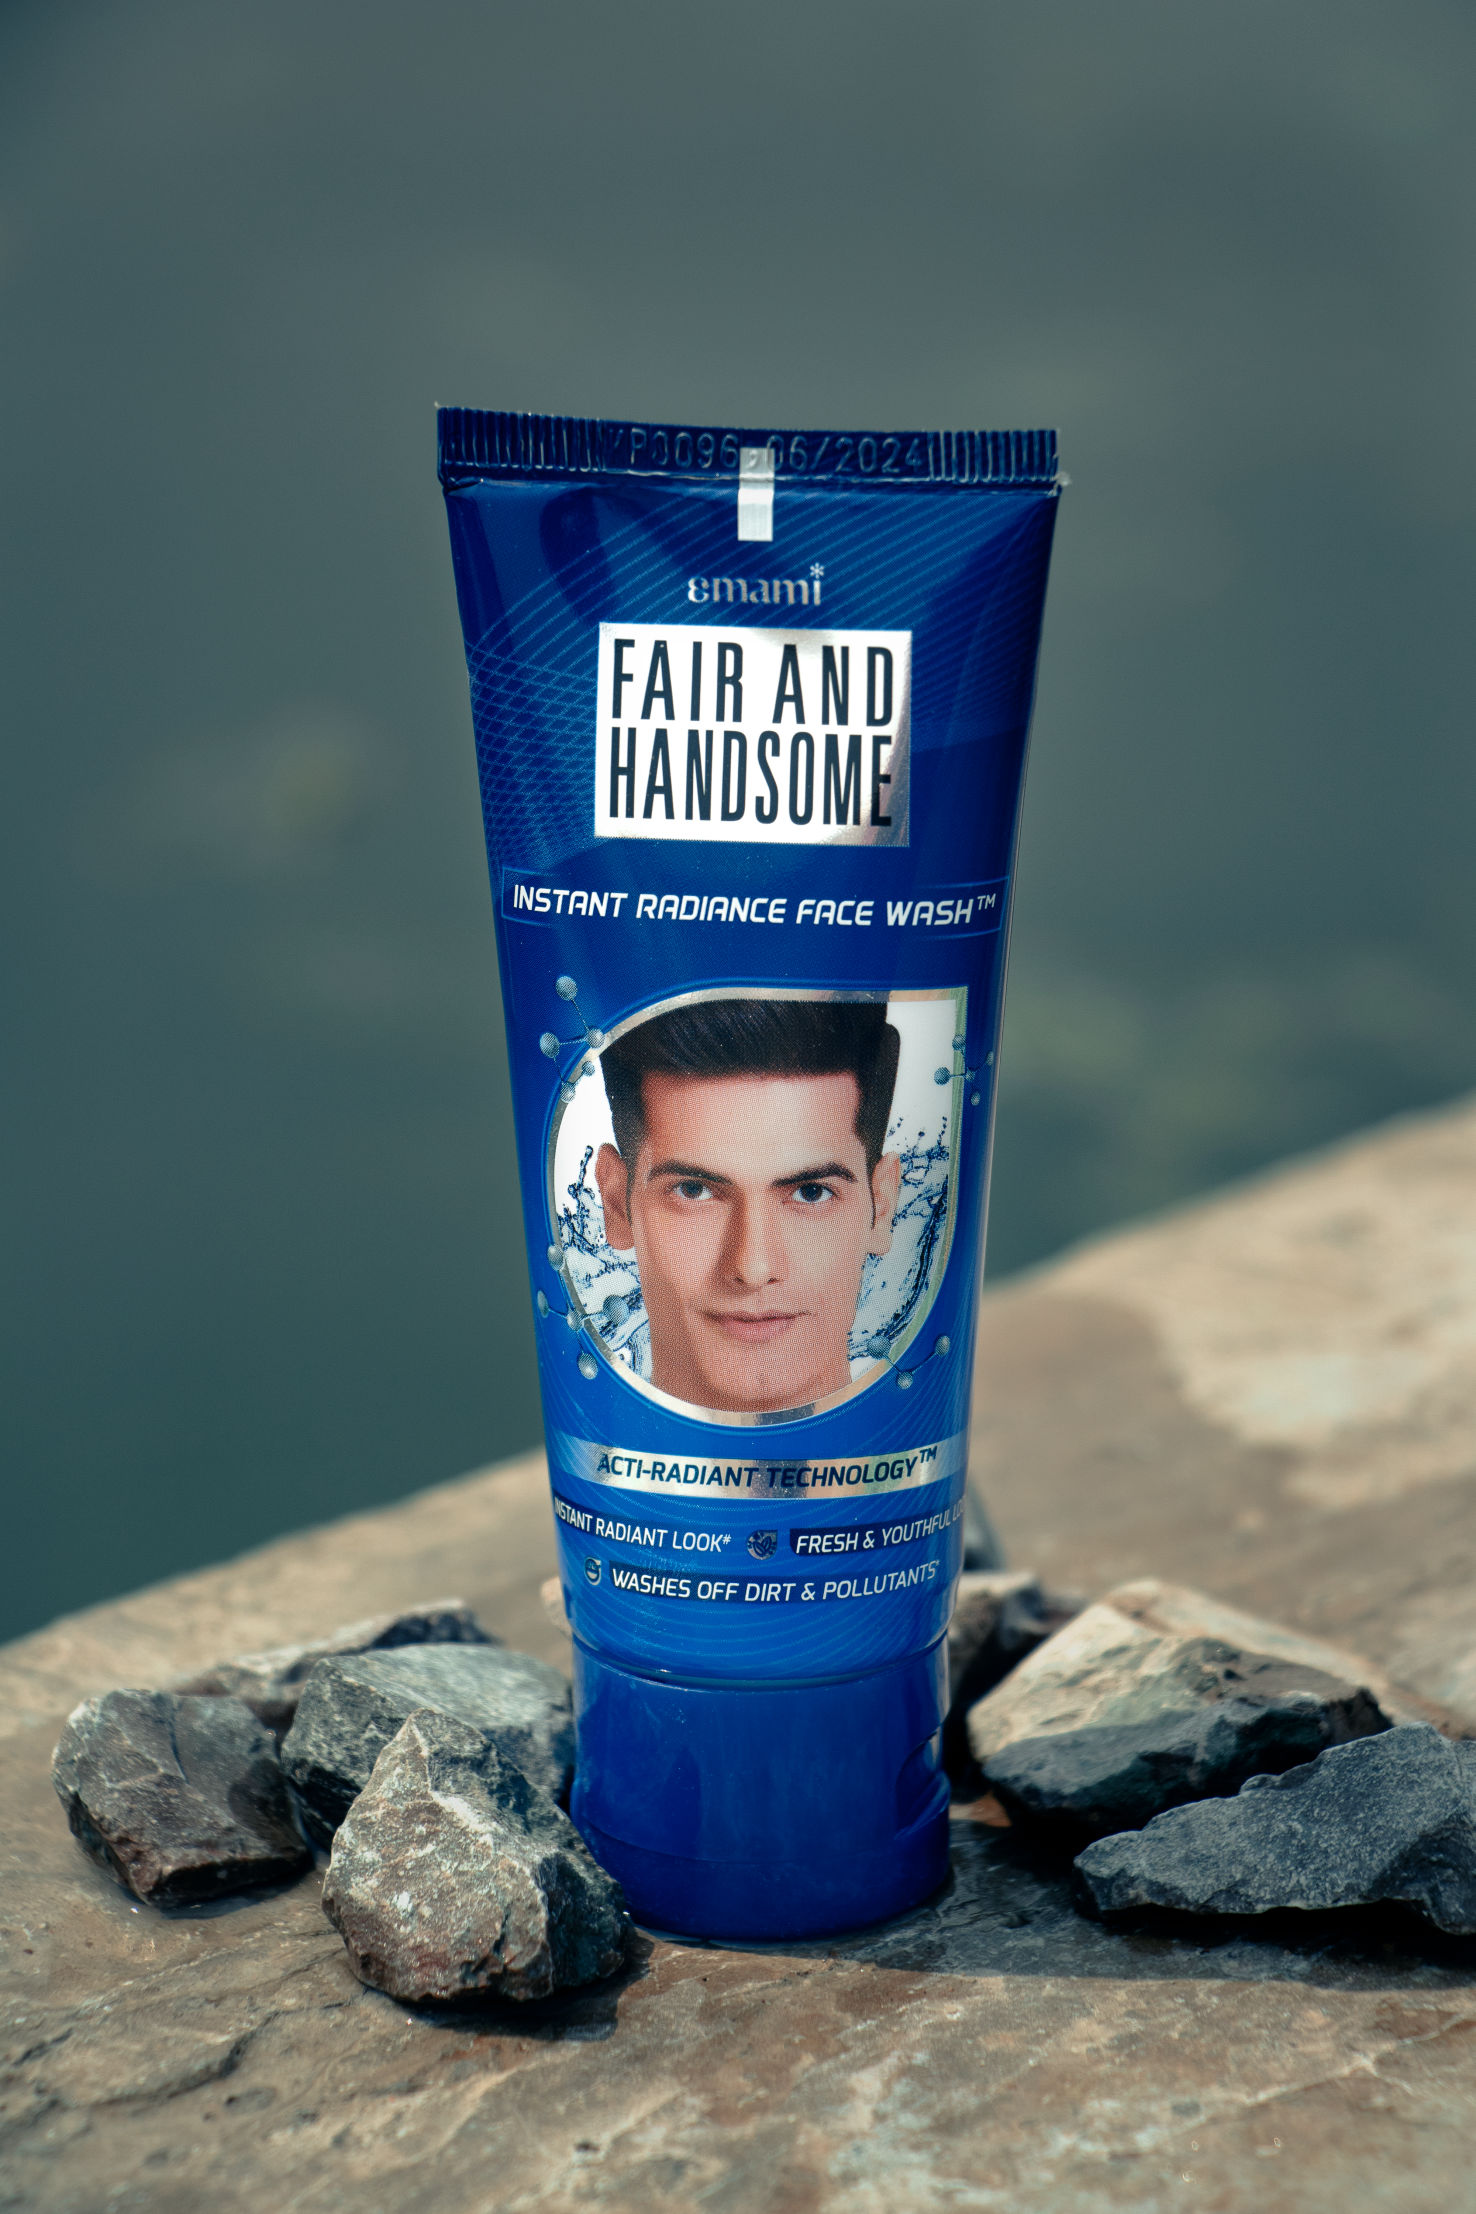 P0096 06/2024
emami*
FAIR AND
HANDSOME
INSTANT RADIANCE FACE WASH™
ACTI-RADIANT TECHNOLOGY™
INSTANT RADIANT LOOK# FRESH & YOUTHFUL
WASHES OFF DIRT & POLLUTANTS*